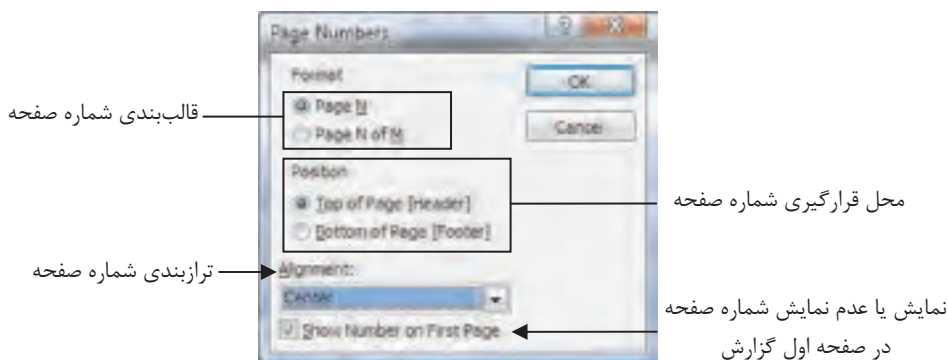 Page Numbers
Format
Page N
Page N of M
OK
Cancel
Position
Top of Page [Header]
Bottom of Page [Footer]
Alignment:
Center
Show Number on First Page
قالب‌بندی شماره صفحه
محل قرارگیری شماره صفحه
ترازبندی شماره صفحه
نمایش یا عدم نمایش شماره صفحه
در صفحه اول گزارش